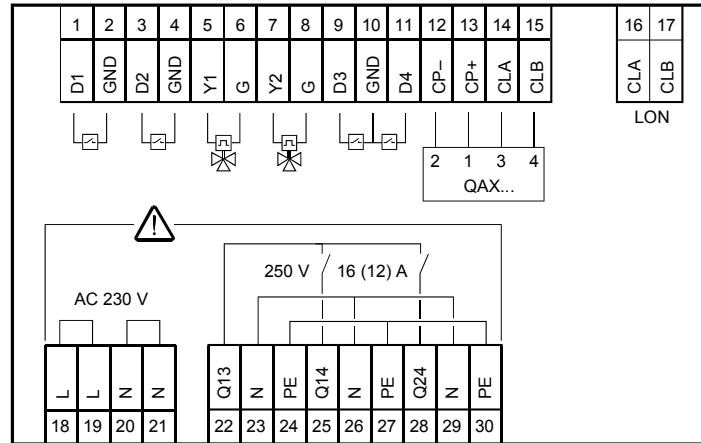 1 2 3 4 5 6 7 8 9 10 11 12 13 14 15 16 17
D1 GND D2 GND Y1 G Y2 G D3 GND D4 CP– CP+ CLA CLB CLA CLB
LON
2 1 3 4
QAX...
250 V 16 (12) A
AC 230 V
L L N N Q13 N PE Q14 N PE Q24 N PE
18 19 20 21 22 23 24 25 26 27 28 29 30